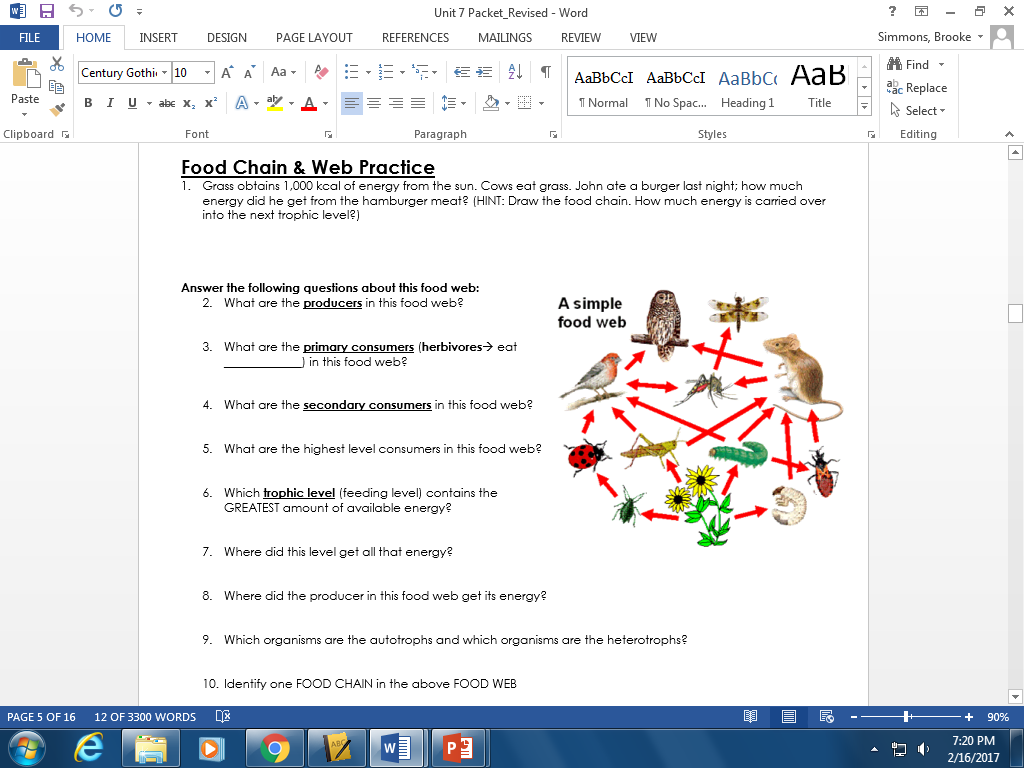 Unit 7 Packet_Revised - Word
FILE HOME INSERT DESIGN PAGE LAYOUT REFERENCES MAILINGS REVIEW VIEW Simmons, Brooke
Century Gothi 10 Aa
Paste
B I U abc x₂ x² A A
Clipboard Font Paragraph Styles Editing
AaBbCcI AaBbCcI AaBbCc AaB
¶ Normal ¶ No Spac... Heading 1 Title
Find
Replace
Select
Food Chain & Web Practice
1. Grass obtains 1,000 kcal of energy from the sun. Cows eat grass. John ate a burger last night; how much
energy did he get from the hamburger meat? (HINT: Draw the food chain. How much energy is carried over
into the next trophic level?)
Answer the following questions about this food web:
2. What are the producers in this food web?
3. What are the primary consumers (herbivores→ eat
____________) in this food web?
4. What are the secondary consumers in this food web?
5. What are the highest level consumers in this food web?
6. Which trophic level (feeding level) contains the
GREATEST amount of available energy?
7. Where did this level get all that energy?
8. Where did the producer in this food web get its energy?
9. Which organisms are the autotrophs and which organisms are the heterotrophs?
10. Identify one FOOD CHAIN in the above FOOD WEB
A simple
food web
PAGE 5 OF 16 12 OF 3300 WORDS 90%
7:20 PM
2/16/2017